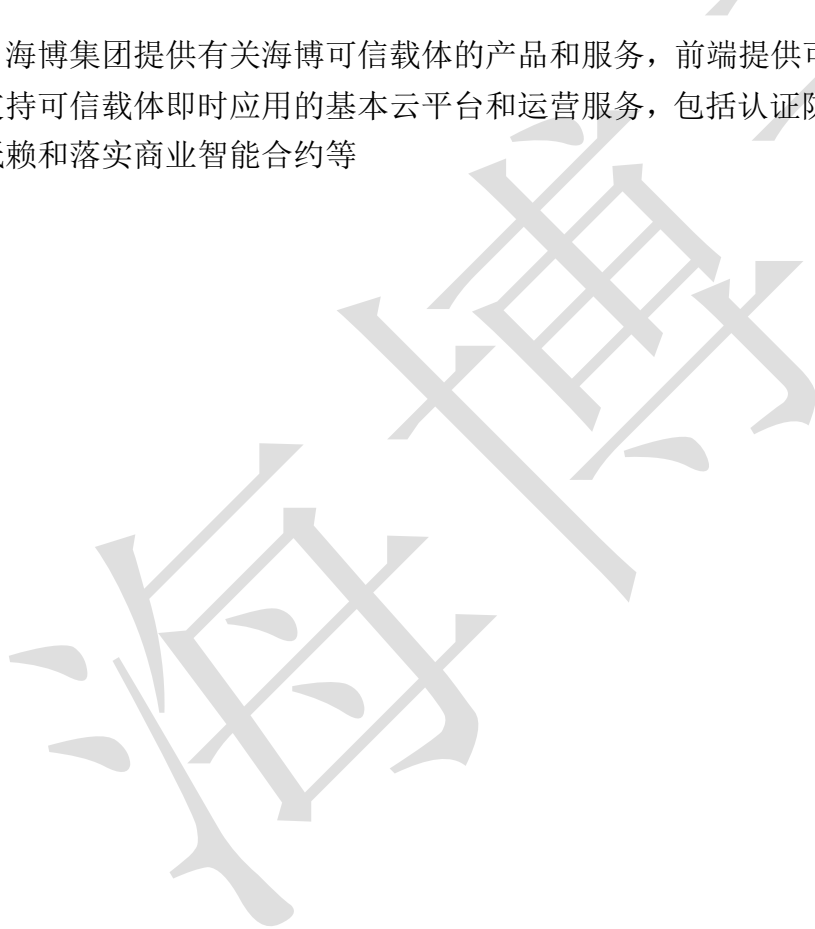 海博集团提供有关海博可信载体的产品和服务，前端提供可
支持可信载体即时应用的基本云平台和运营服务，包括认证防
抵赖和落实商业智能合约等
海博